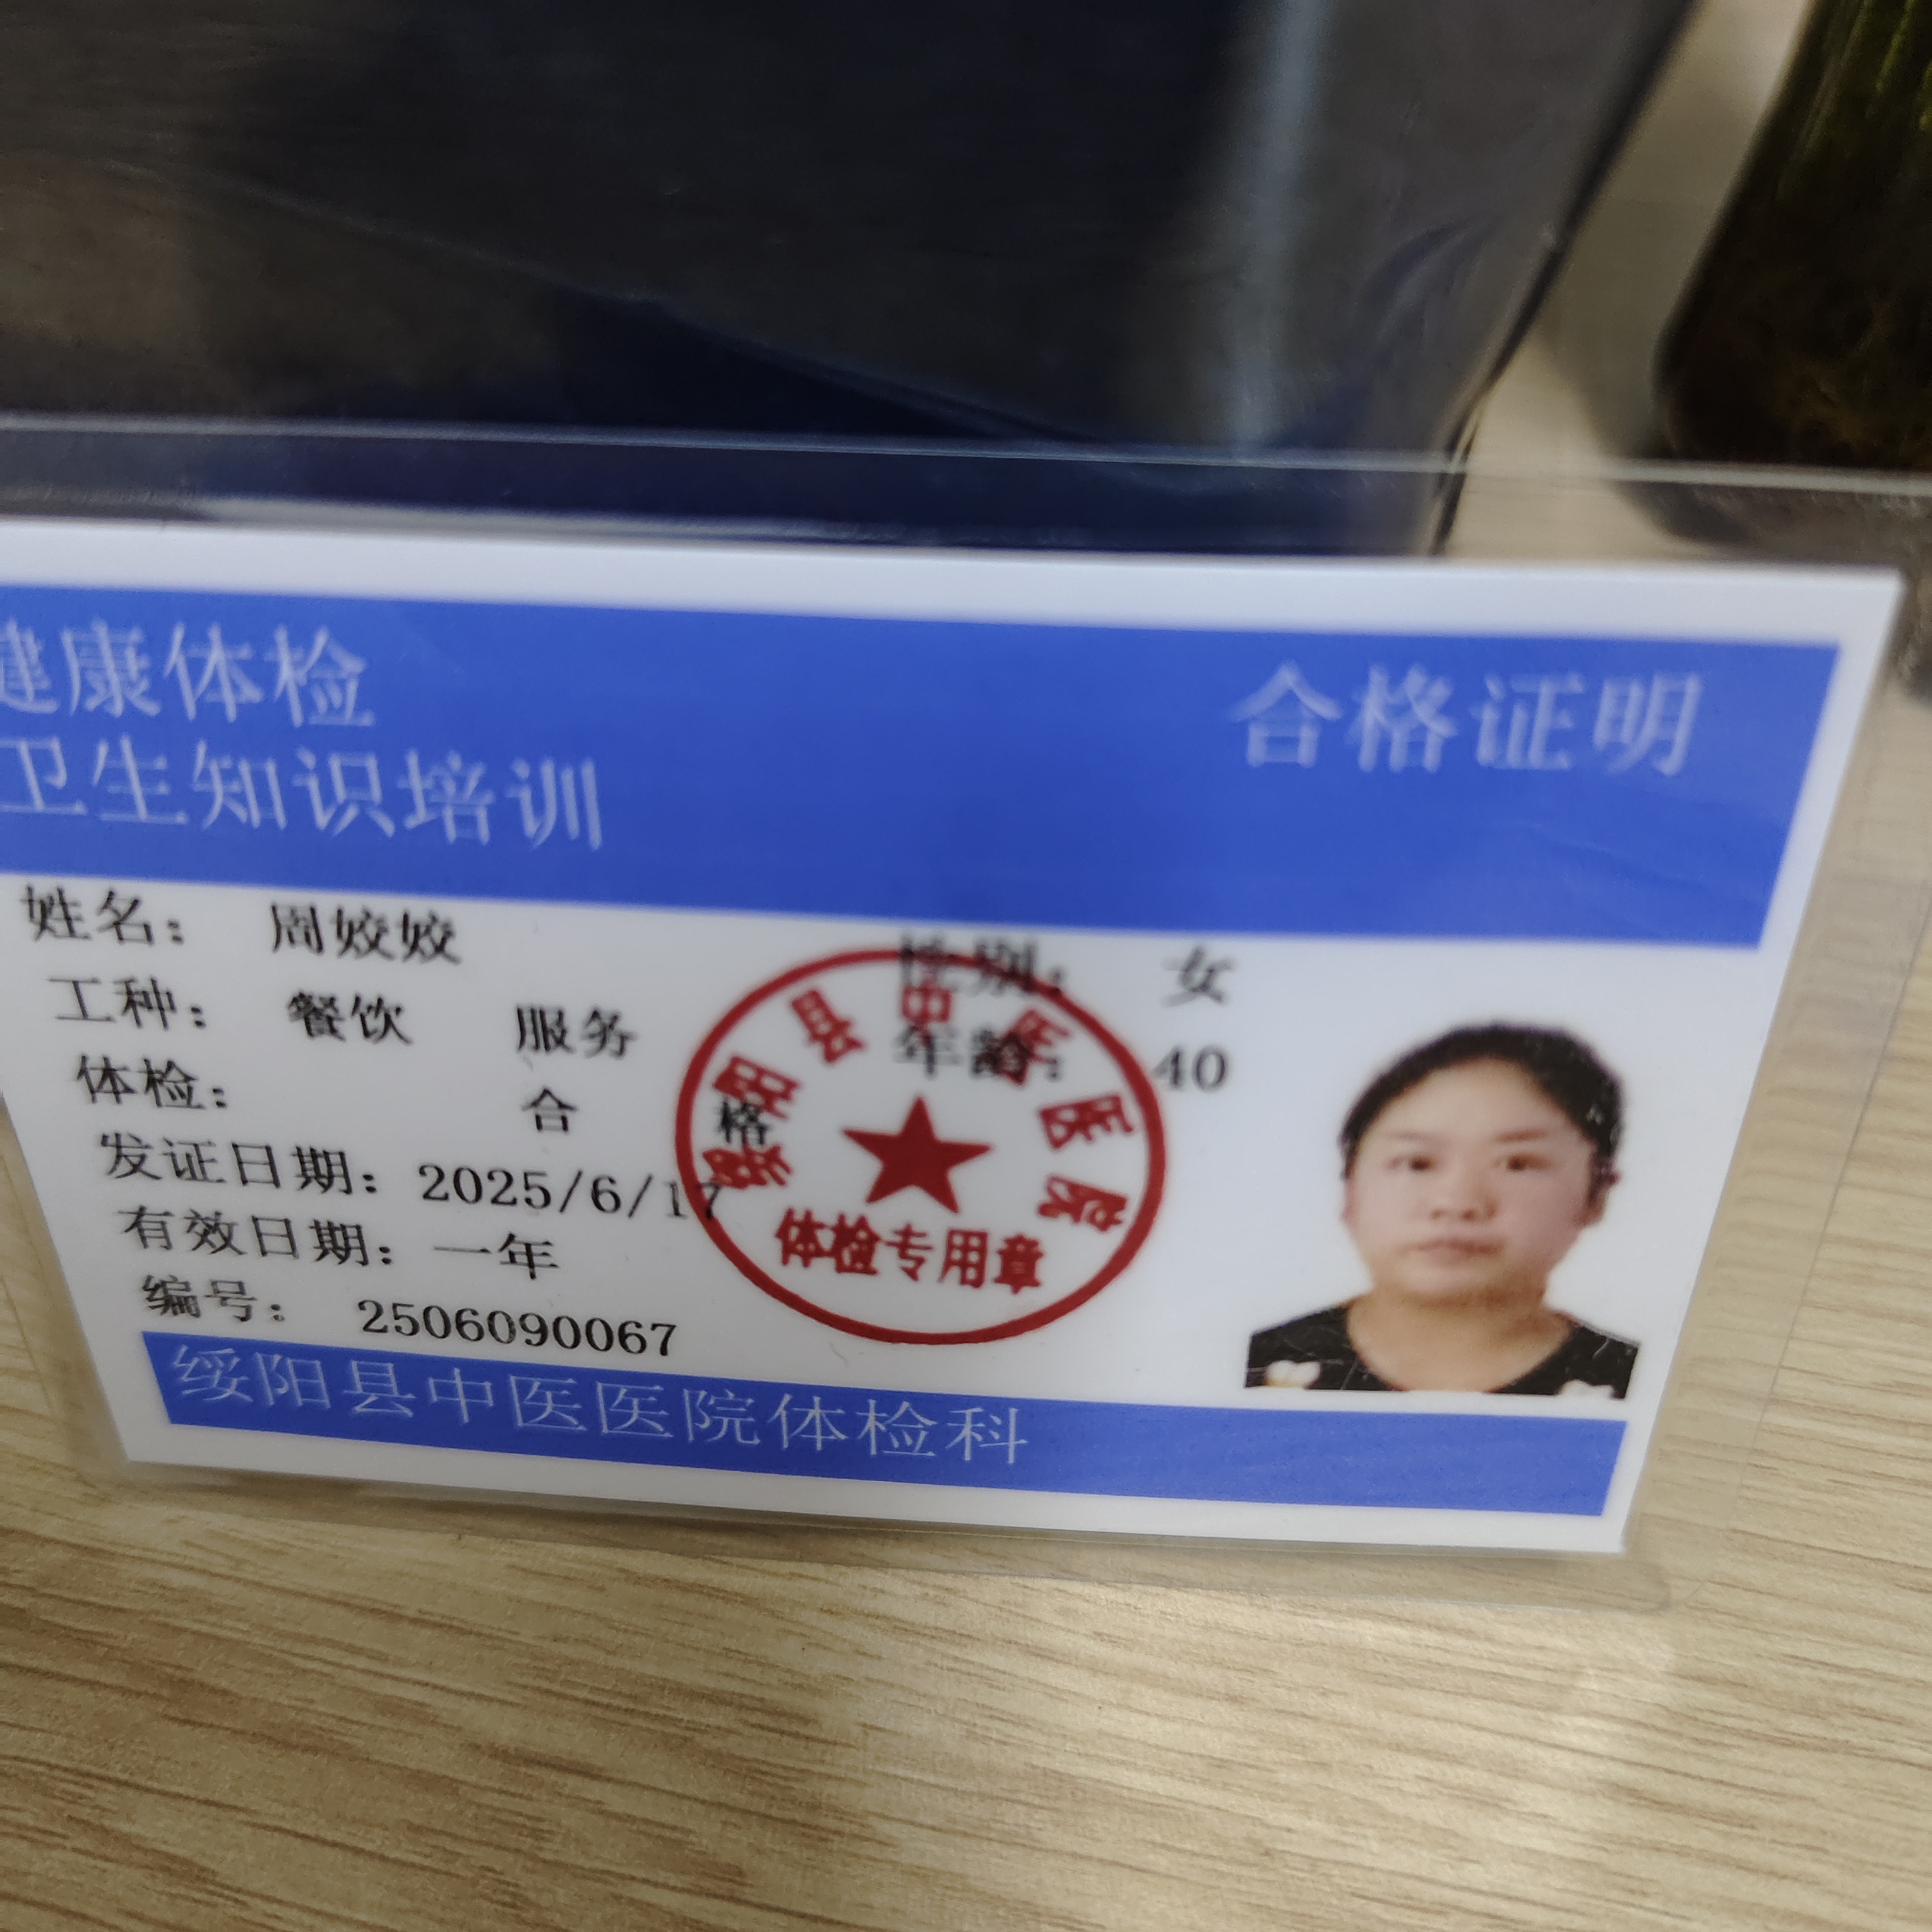 健康体检
卫生知识培训
合格证明
姓名： 周姣姣 性别： 女
工种： 餐饮 服务 年龄： 40
体检： 合 格
发证日期： 2025/6/17
有效日期： 一年
编号： 2506090067
绥阳县中医医院
体检专用章
绥阳县中医医院体检科